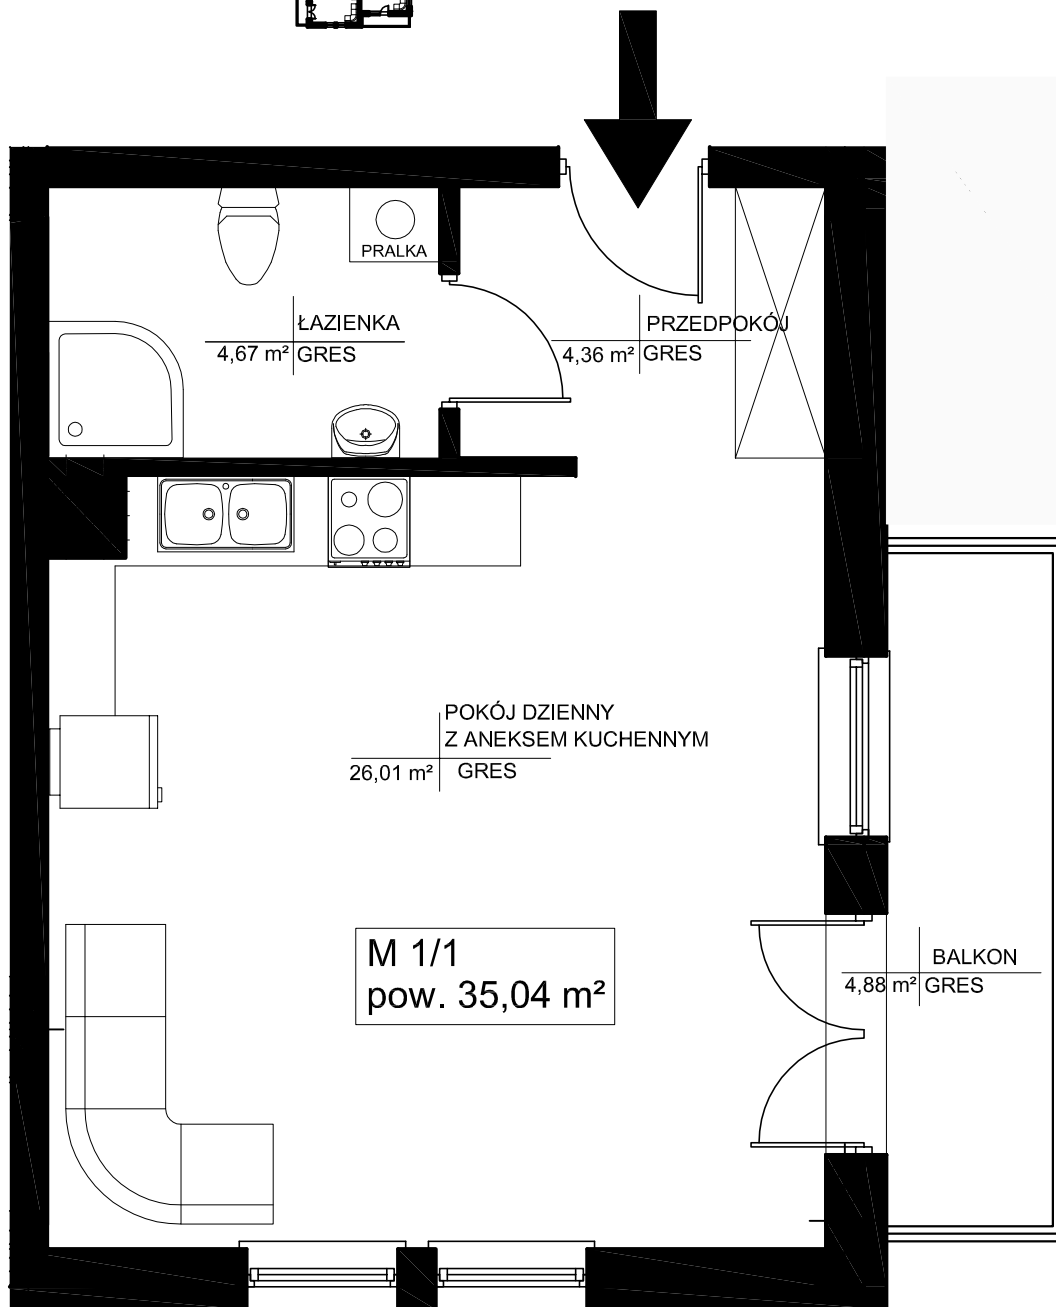 PRALKA
ŁAZIENKA
4,67 m² GRES
PRZEDPOKÓJ
4,36 m² GRES
POKÓJ DZIENNY
Z ANEKSEM KUCHENNYM
26,01 m² GRES
M 1/1
pow. 35,04 m²
BALKON
4,88 m² GRES